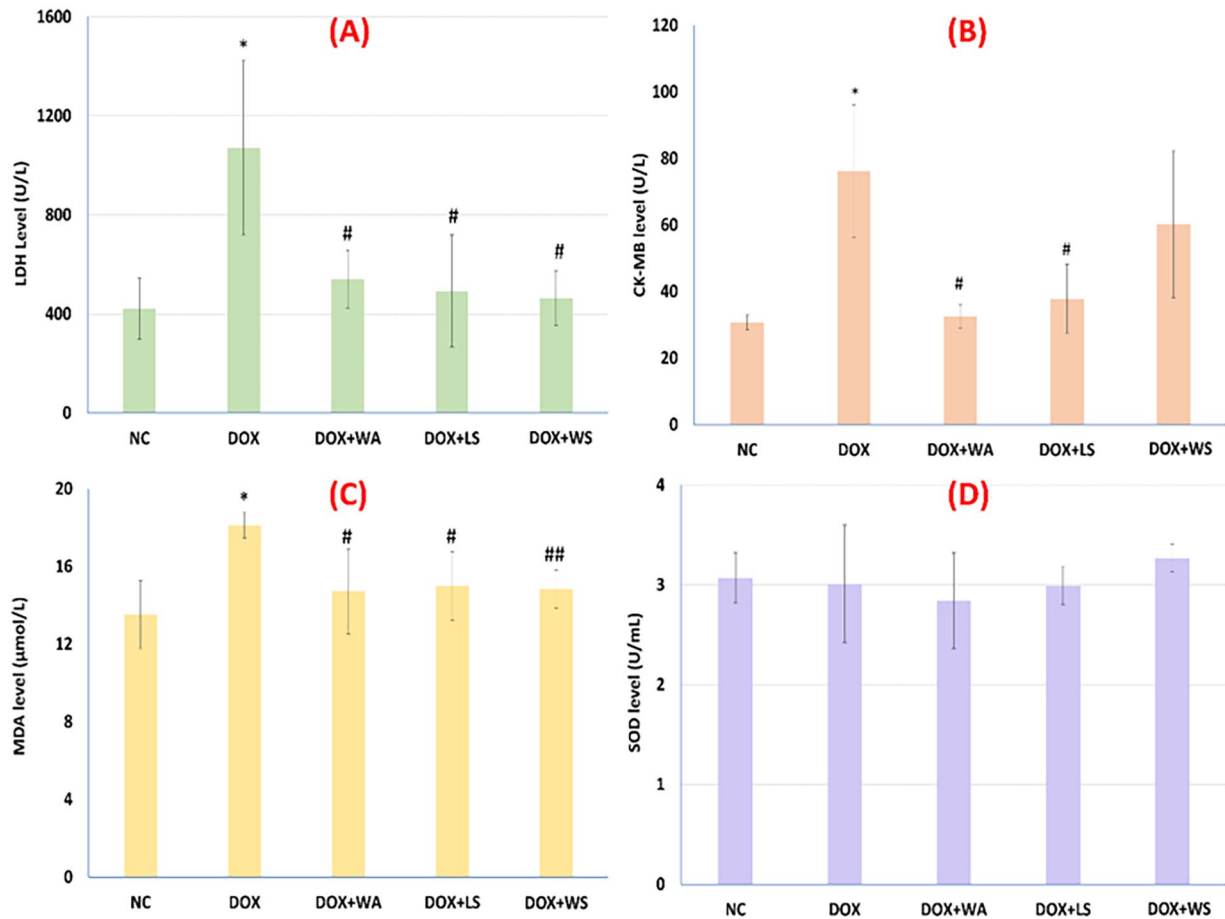 (A)
LDH Level (U/L)
1600
1200
800
400
0
*
#
#
#
NC DOX DOX+WA DOX+LS DOX+WS
(B)
CK-MB level (U/L)
120
100
80
60
40
20
0
*
#
#
NC DOX DOX+WA DOX+LS DOX+WS
(C)
MDA level (μmol/L)
20
16
12
8
4
0
*
#
#
##
NC DOX DOX+WA DOX+LS DOX+WS
(D)
SOD level (U/mL)
4
3
2
1
0
NC DOX DOX+WA DOX+LS DOX+WS